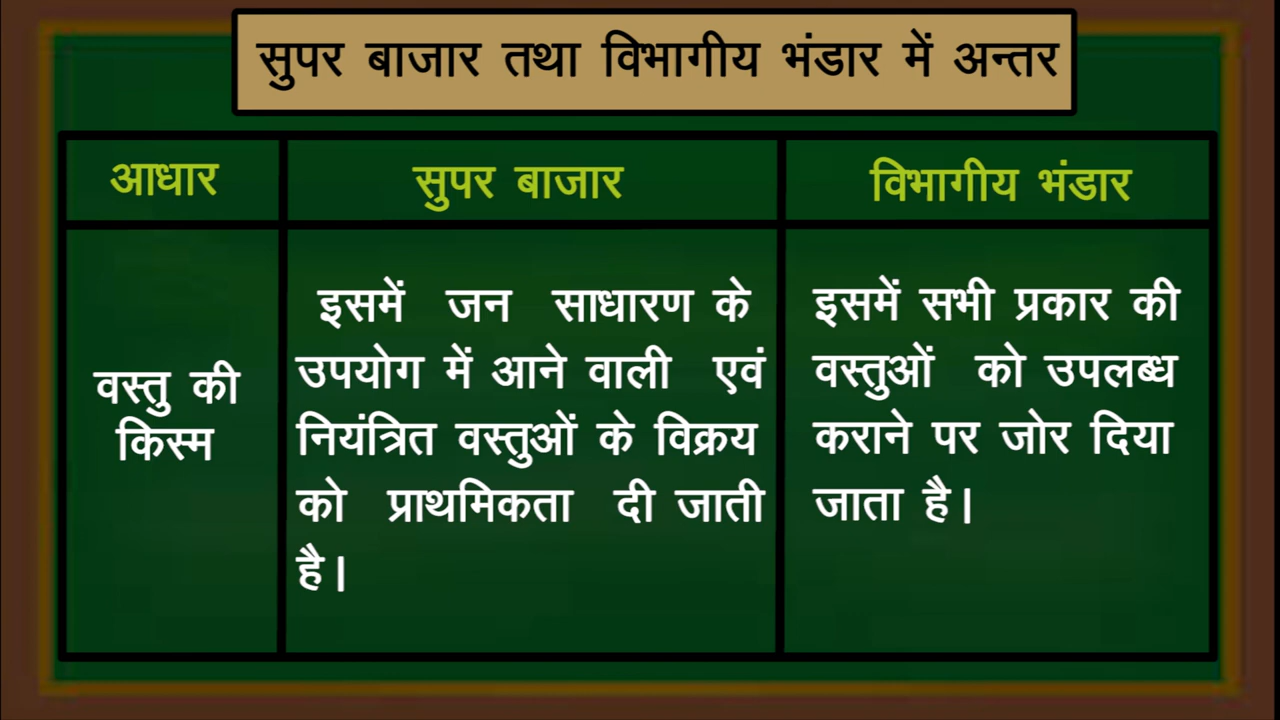 सुपर बाजार तथा विभागीय भंडार में अन्तर
आधार
सुपर बाजार
विभागीय भंडार
वस्तु की
किस्म
इसमें जन साधारण के
उपयोग में आने वाली एवं
नियंत्रित वस्तुओं के विक्रय
को प्राथमिकता दी जाती
है।
इसमें सभी प्रकार की
वस्तुओं को उपलब्ध
कराने पर जोर दिया
जाता है।